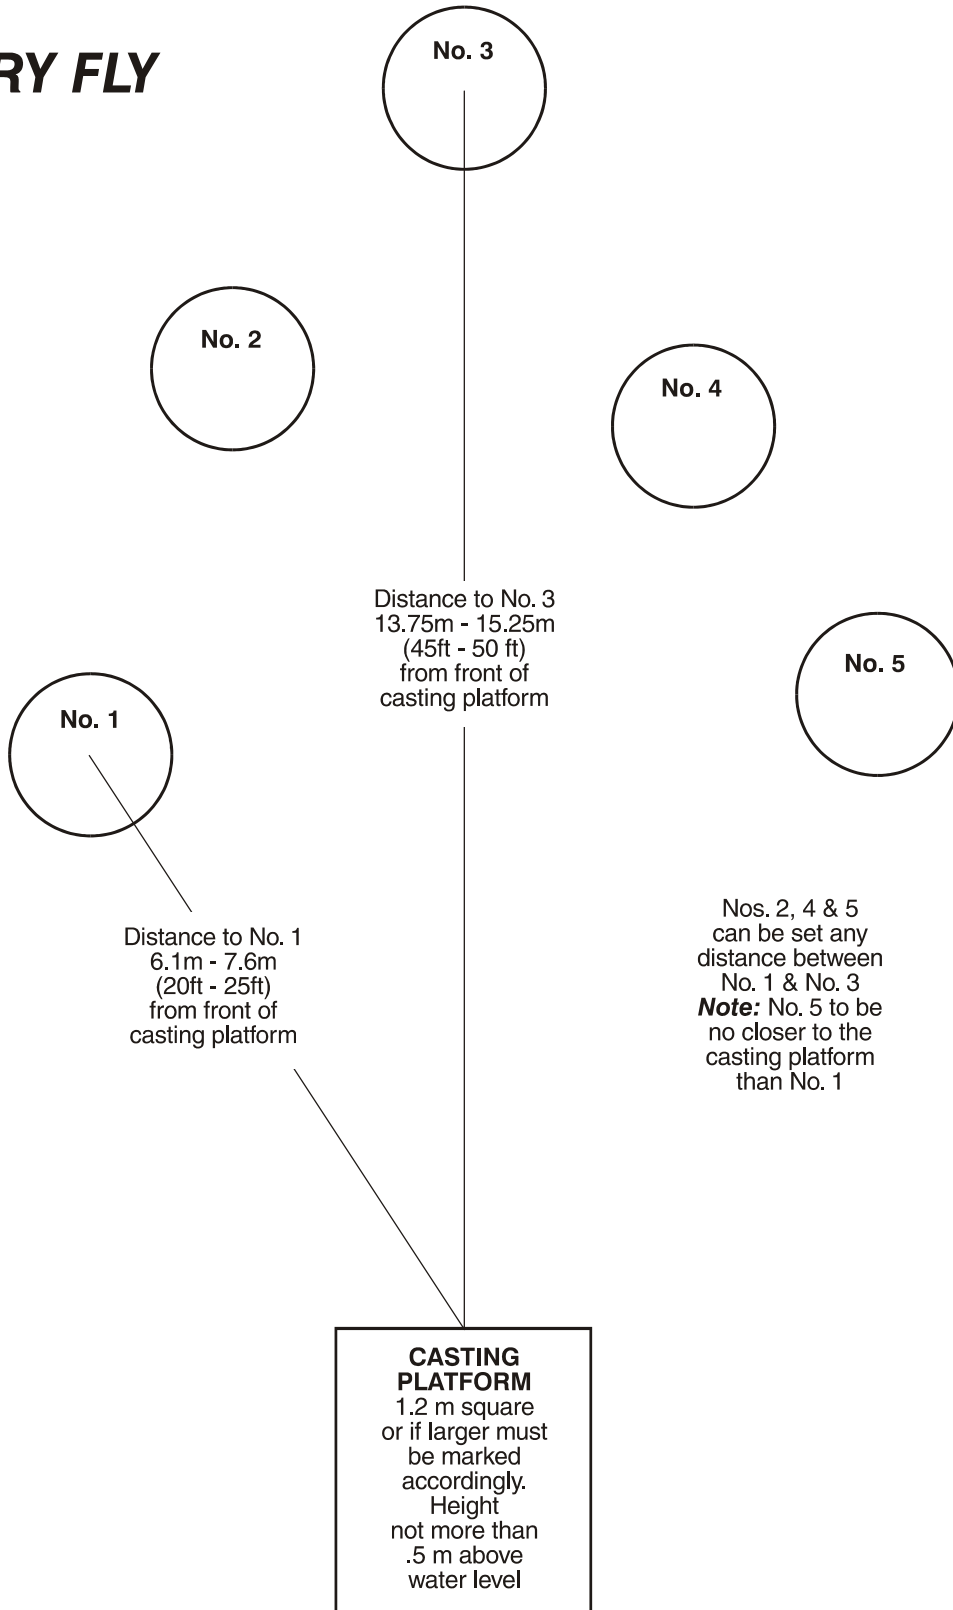 RY FLY
No. 3
No. 2
No. 4
Distance to No. 3
13.75m - 15.25m
(45ft - 50 ft)
from front of
casting platform
No. 5
No. 1
Distance to No. 1
6.1m - 7.6m
(20ft - 25ft)
from front of
casting platform
Nos. 2, 4 & 5
can be set any
distance between
No. 1 & No. 3
Note: No. 5 to be
no closer to the
casting platform
than No. 1
CASTING
PLATFORM
1.2 m square
or if larger must
be marked
accordingly.
Height
not more than
.5 m above
water level